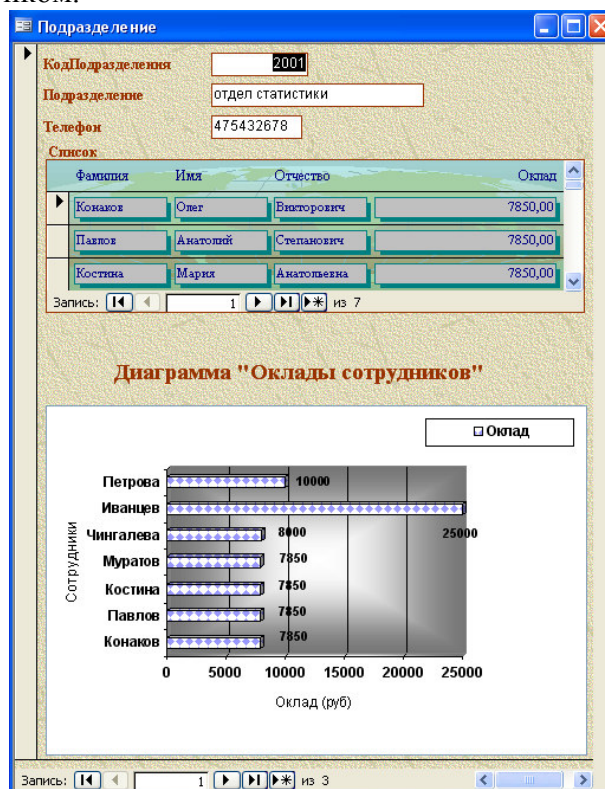 иком.
Подразделение
КодПодразделения 2001
Подразделение отдел статистики
Телефон 475432678
Список
Фамилия Имя Отчество Оклад
Конаков Олег Викторович 7850,00
Павлов Анатолий Степанович 7850,00
Костина Мария Анатольевна 7850,00
Запись: 1 из 7
Диаграмма "Оклады сотрудников"
Оклад
Петрова 10000
Иванцев 25000
Чингалева 8000
Муратов 7850
Костина 7850
Павлов 7850
Конаков 7850
Сотрудники
0 5000 10000 15000 20000 25000
Оклад (руб)
Запись: 1 из 3